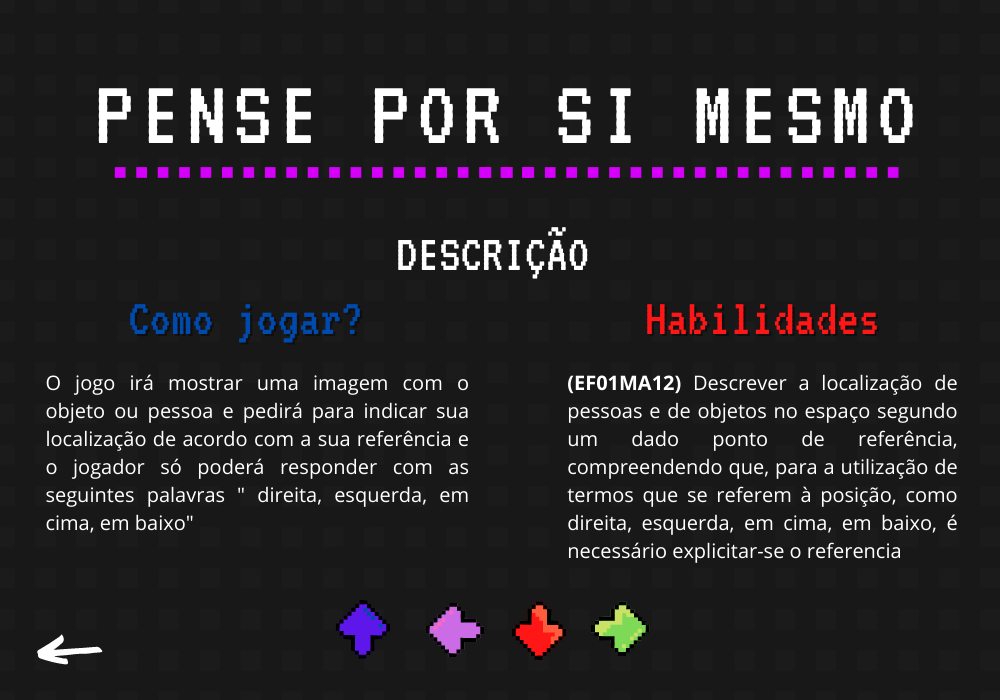 PENSE POR SI MESMO
DESCRIÇÃO
Como jogar?
O jogo irá mostrar uma imagem com o
objeto ou pessoa e pedirá para indicar sua
localização de acordo com a sua referência e
o jogador só poderá responder com as
seguintes palavras " direita, esquerda, em
cima, em baixo"
Habilidades
(EF01MA12) Descrever a localização de
pessoas e de objetos no espaço segundo
um dado ponto de referência,
compreendendo que, para a utilização de
termos que se referem à posição, como
direita, esquerda, em cima, em baixo, é
necessário explicitar-se o referencia